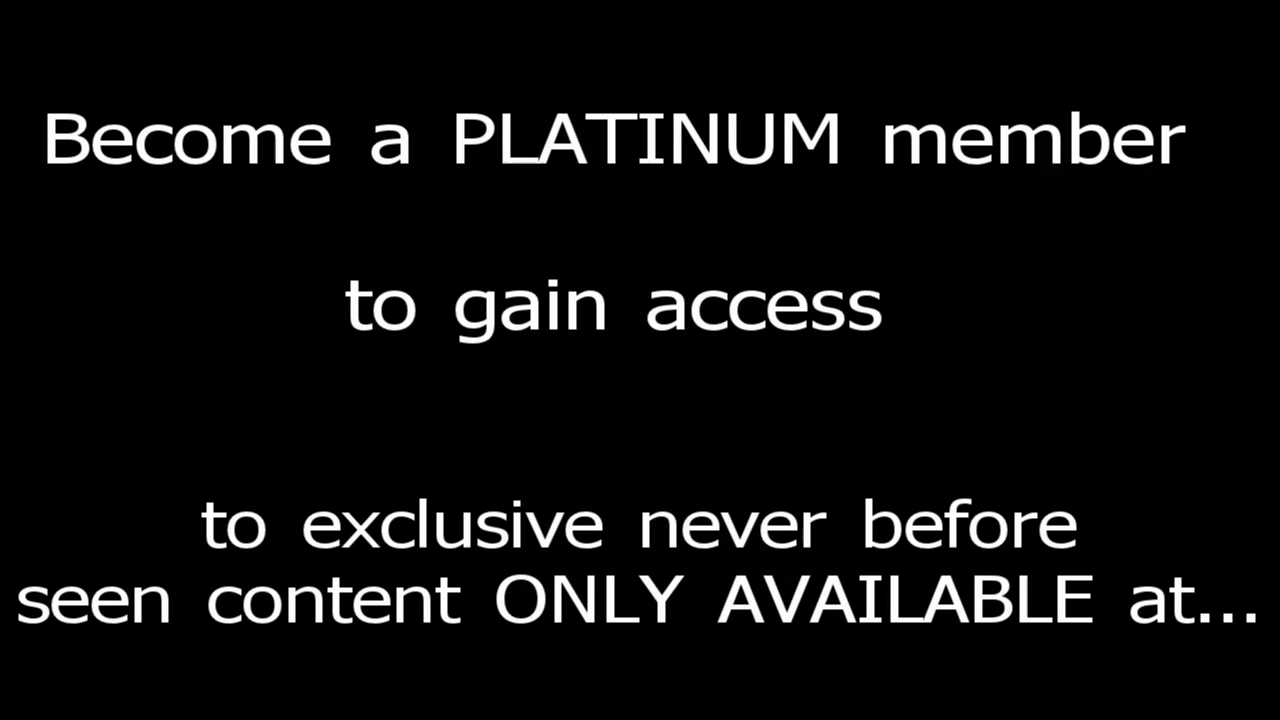 Become a PLATINUM member
to gain access
to exclusive never before
seen content ONLY AVAILABLE at...